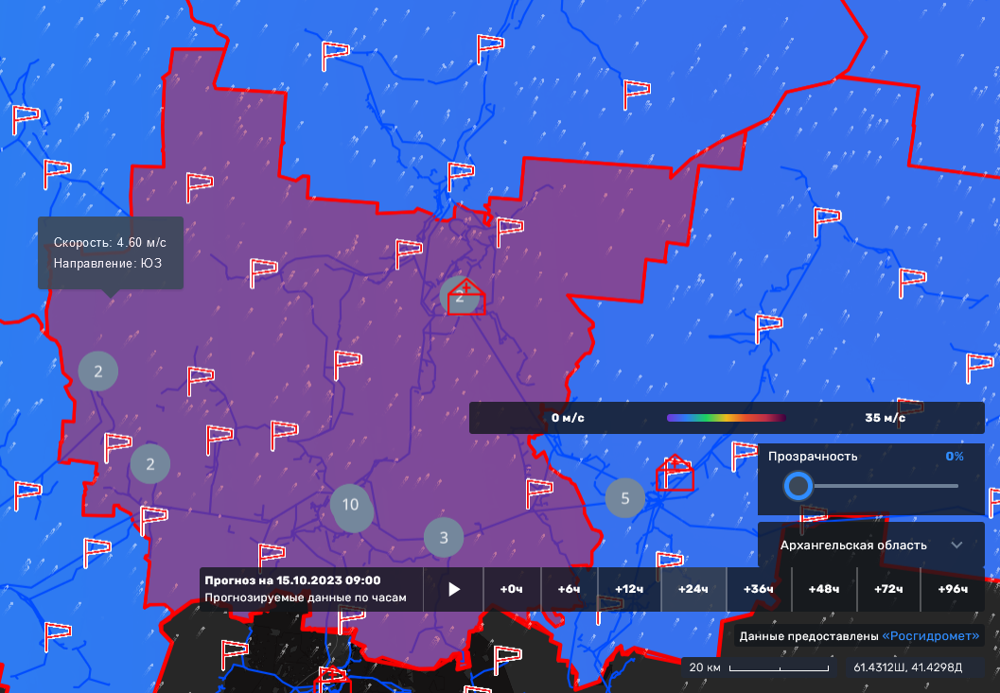 Скорость: 4.60 м/с
Направление: ЮЗ
2
2
2
10
3
5
0 м/с
35 м/с
Прозрачность
0%
Архангельская область
Прогноз на 15.10.2023 09:00
Прогнозируемые данные по часам
+0ч
+6ч
+12ч
+24ч
+36ч
+48ч
+72ч
+96ч
Данные предоставлены «Росгидромет»
20 км
61.4312Ш, 41.4298Д